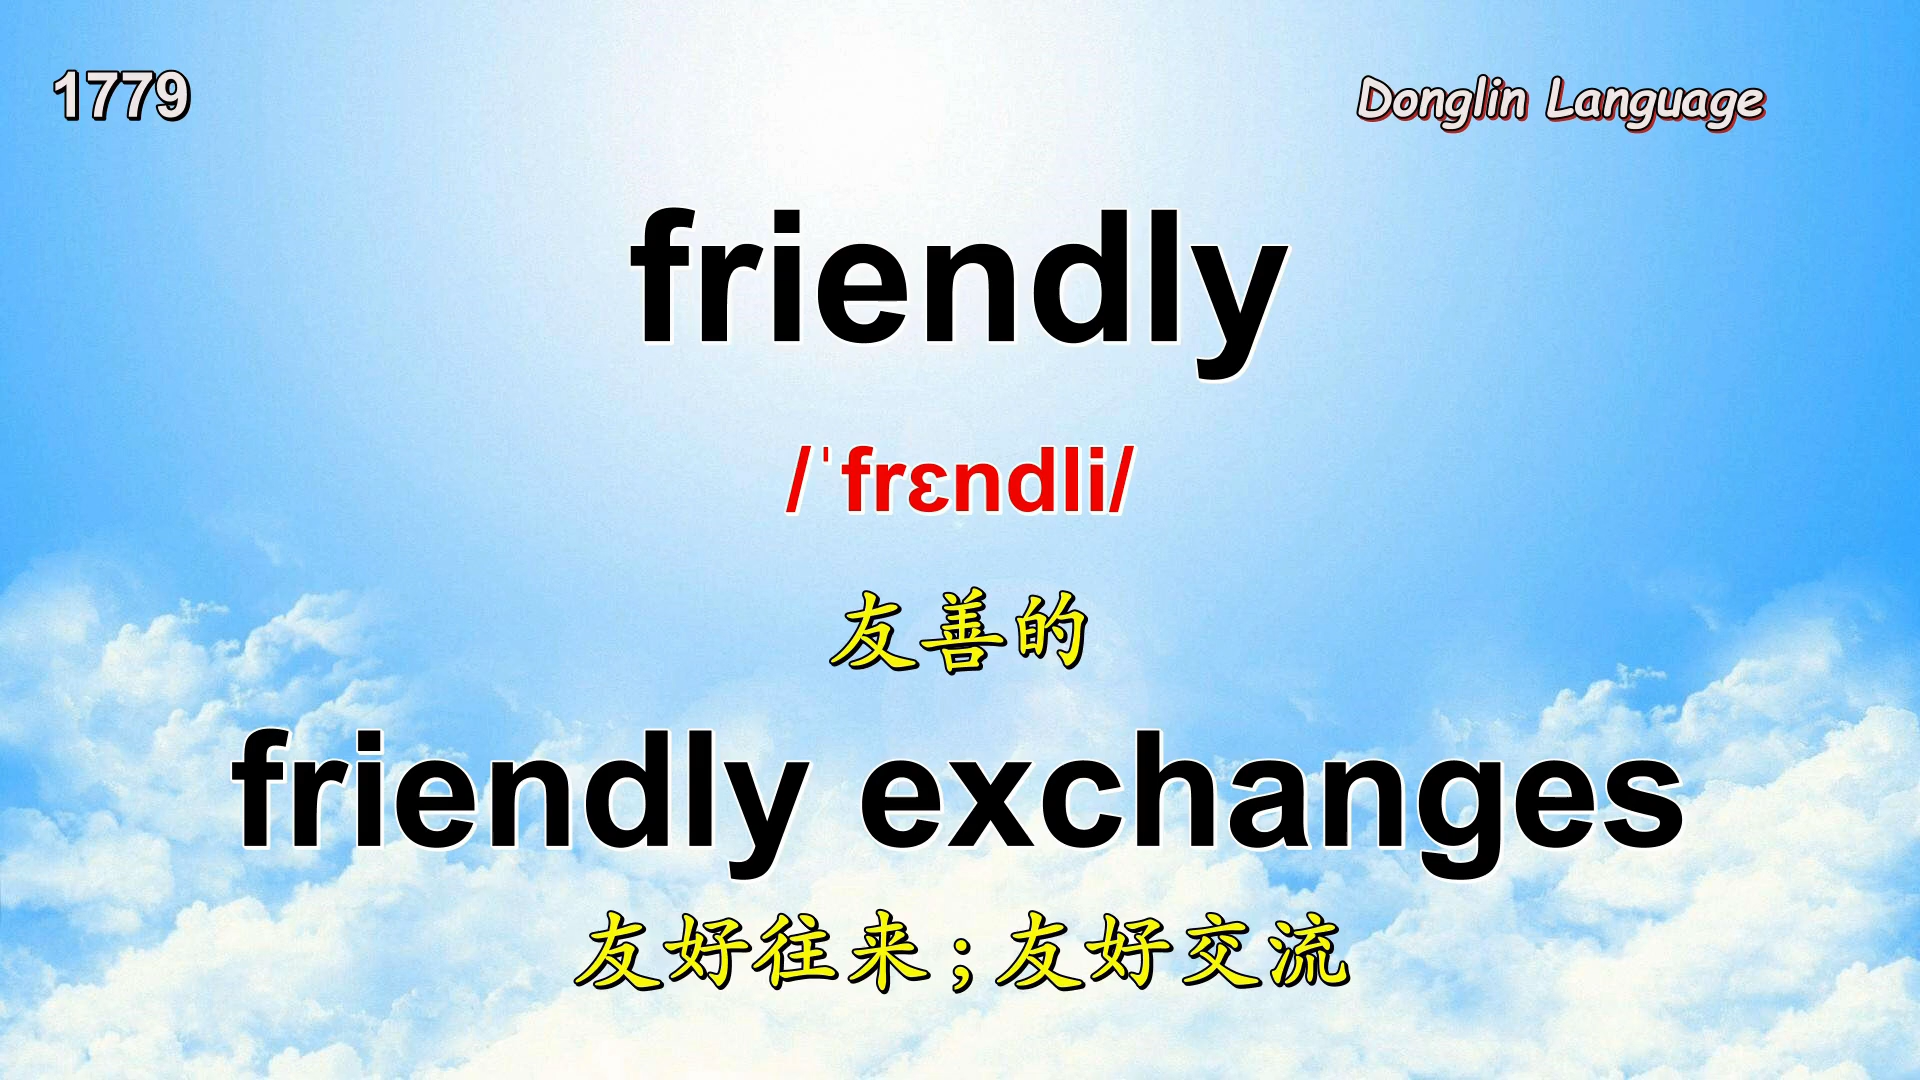 1779
Donglin Language
friendly
/ˈfrɛndli/
友善的
friendly exchanges
友好往来;友好交流